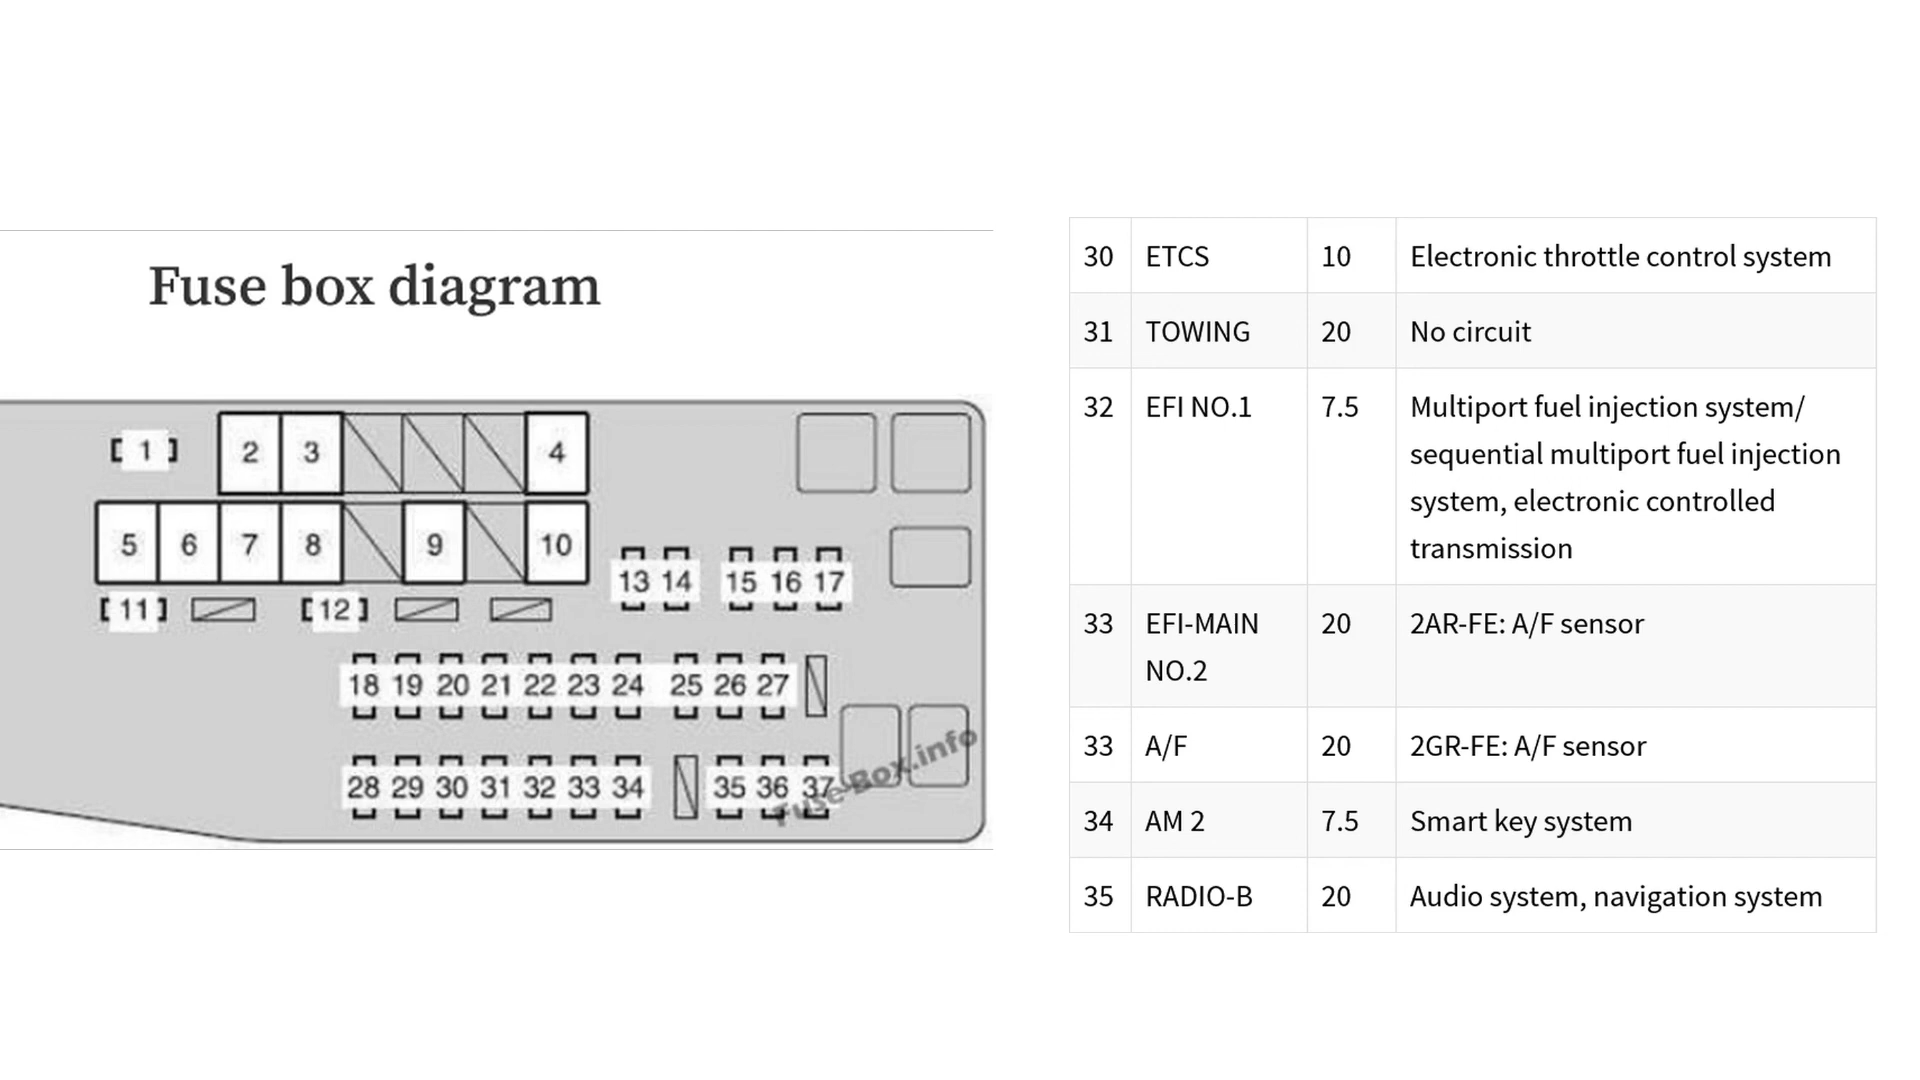 Fuse box diagram
1 2 3 4
5 6 7 8 9 10
11 12
13 14 15 16 17
18 19 20 21 22 23 24 25 26 27
28 29 30 31 32 33 34 35 36 37
Fuse-Box.info
30 ETCS 10 Electronic throttle control system
31 TOWING 20 No circuit
32 EFI NO.1 7.5 Multiport fuel injection system/
sequential multiport fuel injection
system, electronic controlled
transmission
33 EFI-MAIN 20 2AR-FE: A/F sensor
NO.2
33 A/F 20 2GR-FE: A/F sensor
34 AM 2 7.5 Smart key system
35 RADIO-B 20 Audio system, navigation system